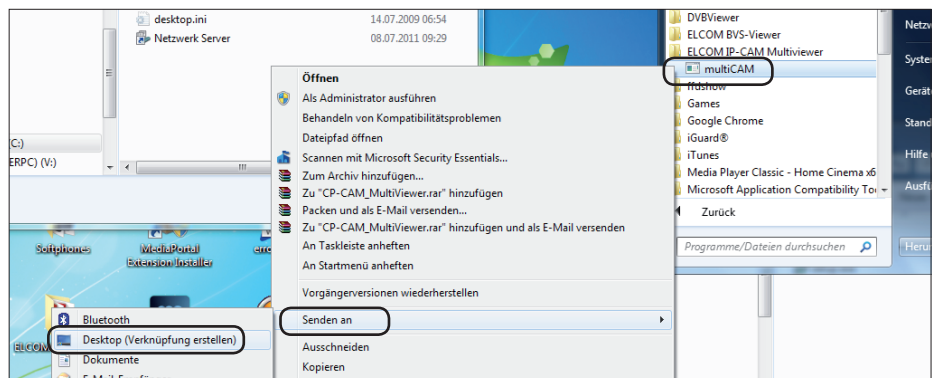 desktop.ini 14.07.2009 06:54
Netzwerk Server 08.07.2011 09:29
C:)
ERPC) (V:)
DVBViewer
ELCOM BVS-Viewer
ELCOM IP-CAM Multiviewer
multiCAM
ffdshow
Games
Google Chrome
iGuard®
iTunes
Media Player Classic - Home Cinema x6
Microsoft Application Compatibility To
Zurück
Programme/Dateien durchsuchen
Netzw
Syste
Gerät
Stand
Hilfe
Ausfü
Heru
Öffnen
Als Administrator ausführen
Behandeln von Kompatibilitätsproblemen
Dateipfad öffnen
Scannen mit Microsoft Security Essentials...
Zum Archiv hinzufügen...
Zu "CP-CAM_MultiViewer.rar" hinzufügen
Packen und als E-Mail versenden...
Zu "CP-CAM_MultiViewer.rar" hinzufügen und als E-Mail versenden
An Taskleiste anheften
An Startmenü anheften
Vorgängerversionen wiederherstellen
Senden an
Ausschneiden
Kopieren
Softphones
MediaPortal
Extension Installer
ELCOM
Bluetooth
Desktop (Verknüpfung erstellen)
Dokumente